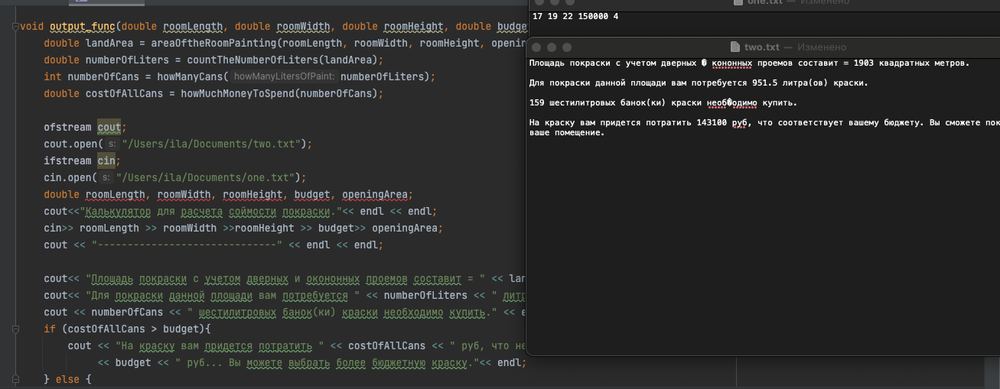 void output_func(double roomLength, double roomWidth, double roomHeight, double budge
double landArea = areaOftheRoomPainting(roomLength, roomWidth, roomHeight, openin
double numberOfLiters = countTheNumberOfLiters(landArea);
int numberOfCans = howManyCans( howManyLitersOfPaint: numberOfLiters);
double costOfAllCans = howMuchMoneyToSpend(numberOfCans);
ofstream cout;
cout.open( s: "/Users/ila/Documents/two.txt");
ifstream cin;
cin.open( s: "/Users/ila/Documents/one.txt");
double roomLength, roomWidth, roomHeight, budget, openingArea;
cout<<"Калькулятор для расчета соймости покраски."<< endl << endl;
cin>> roomLength >> roomWidth >>roomHeight >> budget>> openingArea;
cout << "------------------------------" << endl << endl;
cout<< "Площадь покраски с учетом дверных и окононных проемов составит = " << lan
cout<< "Для покраски данной площади вам потребуется " << numberOfLiters << " лит
cout << numberOfCans << " шестилитровых банок(ки) краски необходимо купить." << e
if (costOfAllCans > budget){
cout << "На краску вам придется потратить " << costOfAllCans << " руб, что не
<< budget << " руб... Вы можете выбрать более бюджетную краску."<< endl;
} else {
one.txt — Изменено
17 19 22 150000 4
two.txt — Изменено
Площадь покраски с учетом дверных � кононных проемов составит = 1903 квадратных метров.
Для покраски данной площади вам потребуется 951.5 литра(ов) краски.
159 шестилитровых банок(ки) краски необ�одимо купить.
На краску вам придется потратить 143100 руб, что соответствует вашему бюджету. Вы сможете пок
ваше помещение.